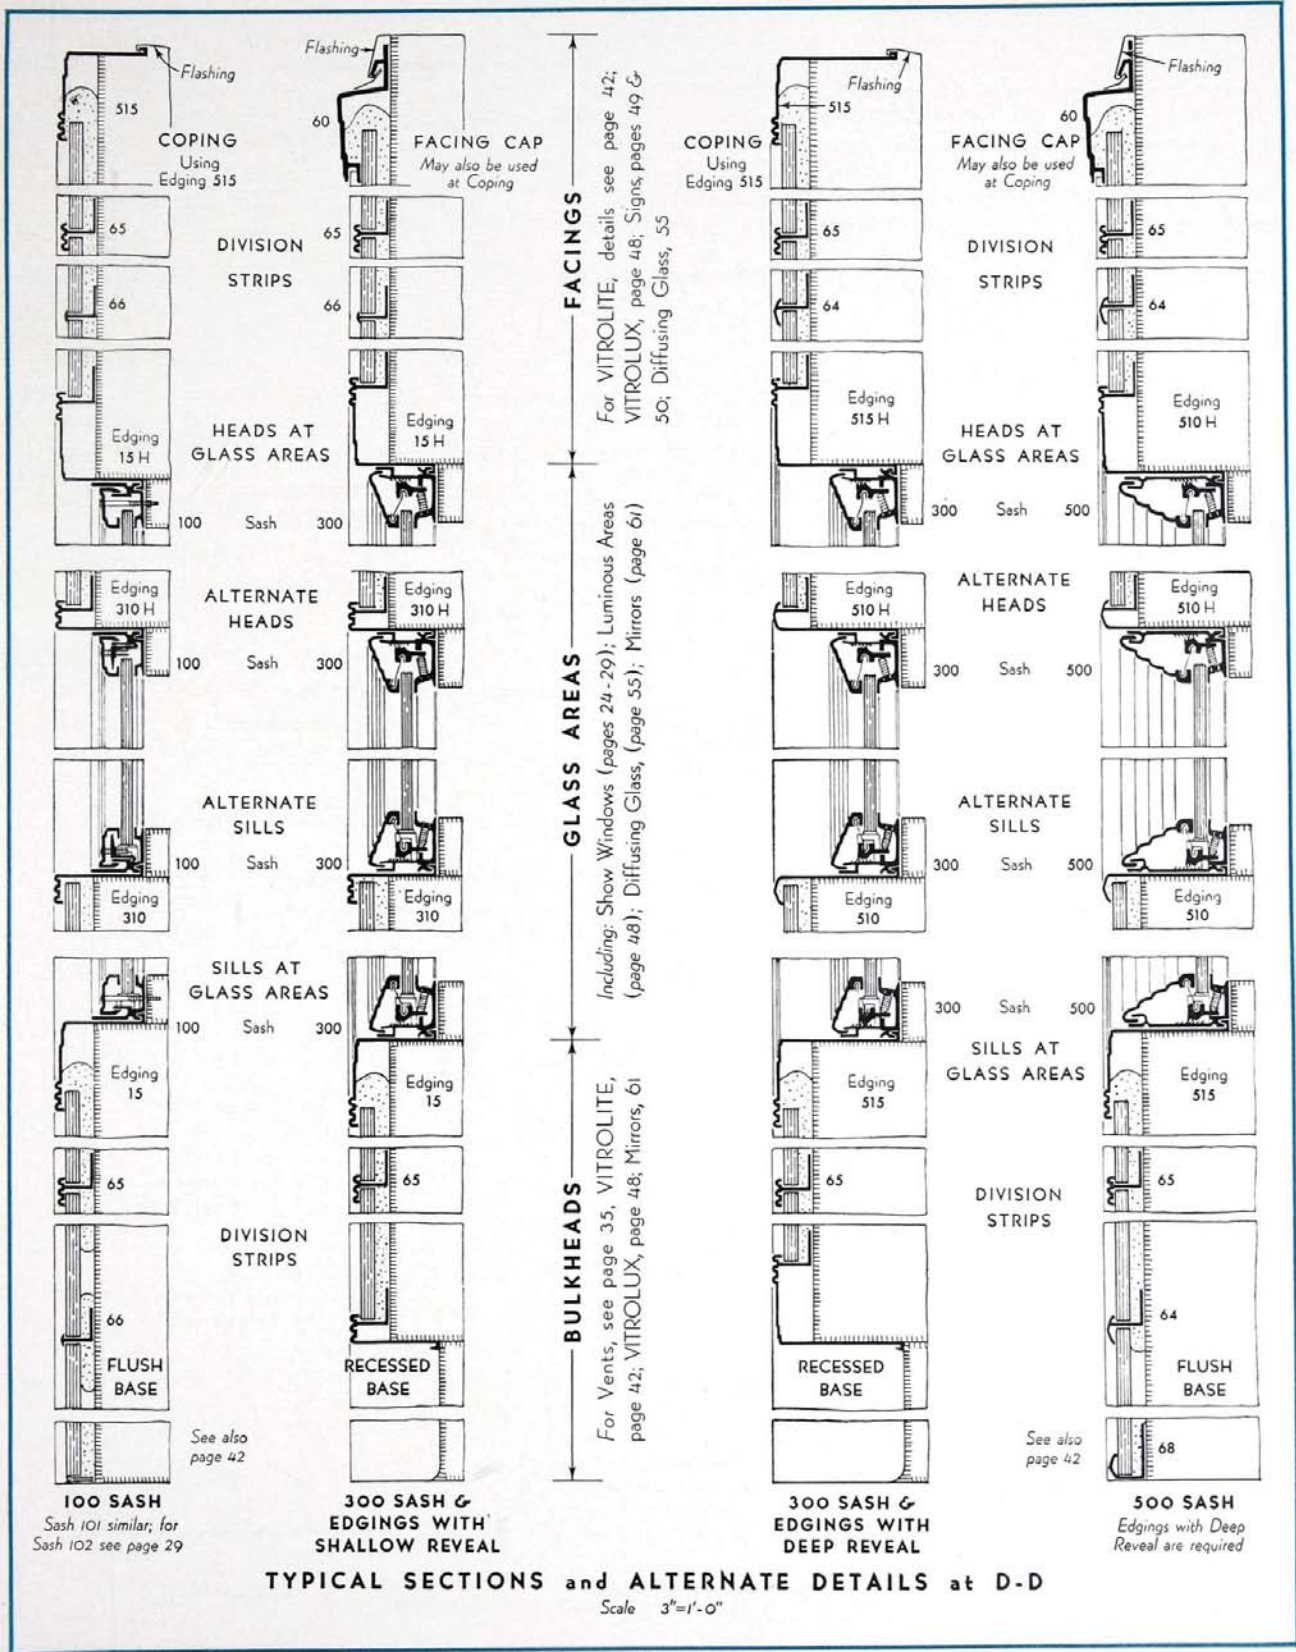 Flashing
515
COPING
Using
Edging 515
Flashing
60
FACING CAP
May also be used
at Coping
65
DIVISION
STRIPS
65
66
66
Edging
15 H
HEADS AT
GLASS AREAS
Edging
15 H
100 Sash 300
Edging
310 H
ALTERNATE
HEADS
Edging
310 H
100 Sash 300
ALTERNATE
SILLS
100 Sash 300
Edging
310
Edging
310
SILLS AT
GLASS AREAS
100 Sash 300
Edging
15
Edging
15
65
65
DIVISION
STRIPS
66
FLUSH
BASE
RECESSED
BASE
See also
page 42
100 SASH
Sash 101 similar; for
Sash 102 see page 29
300 SASH &
EDGINGS WITH
SHALLOW REVEAL
FACINGS
For VITROLITE, details see page 42;
VITROLUX, page 48; Signs, pages 49 &
50; Diffusing Glass, 55
GLASS AREAS
Including: Show Windows (pages 24-29); Luminous Areas
(page 48); Diffusing Glass, (page 55); Mirrors (page 61)
BULKHEADS
For Vents, see page 35, VITROLITE,
page 42; VITROLUX, page 48; Mirrors, 61
Flashing
515
COPING
Using
Edging 515
Flashing
60
FACING CAP
May also be used
at Coping
65
DIVISION
STRIPS
65
64
64
Edging
515 H
HEADS AT
GLASS AREAS
Edging
510 H
300 Sash 500
Edging
510 H
ALTERNATE
HEADS
Edging
510 H
300 Sash 500
ALTERNATE
SILLS
300 Sash 500
Edging
510
Edging
510
300 Sash 500
SILLS AT
GLASS AREAS
Edging
515
Edging
515
65
65
DIVISION
STRIPS
64
RECESSED
BASE
FLUSH
BASE
See also
page 42
68
300 SASH &
EDGINGS WITH
DEEP REVEAL
500 SASH
Edgings with Deep
Reveal are required
TYPICAL SECTIONS and ALTERNATE DETAILS at D-D
Scale 3"=1'-0"